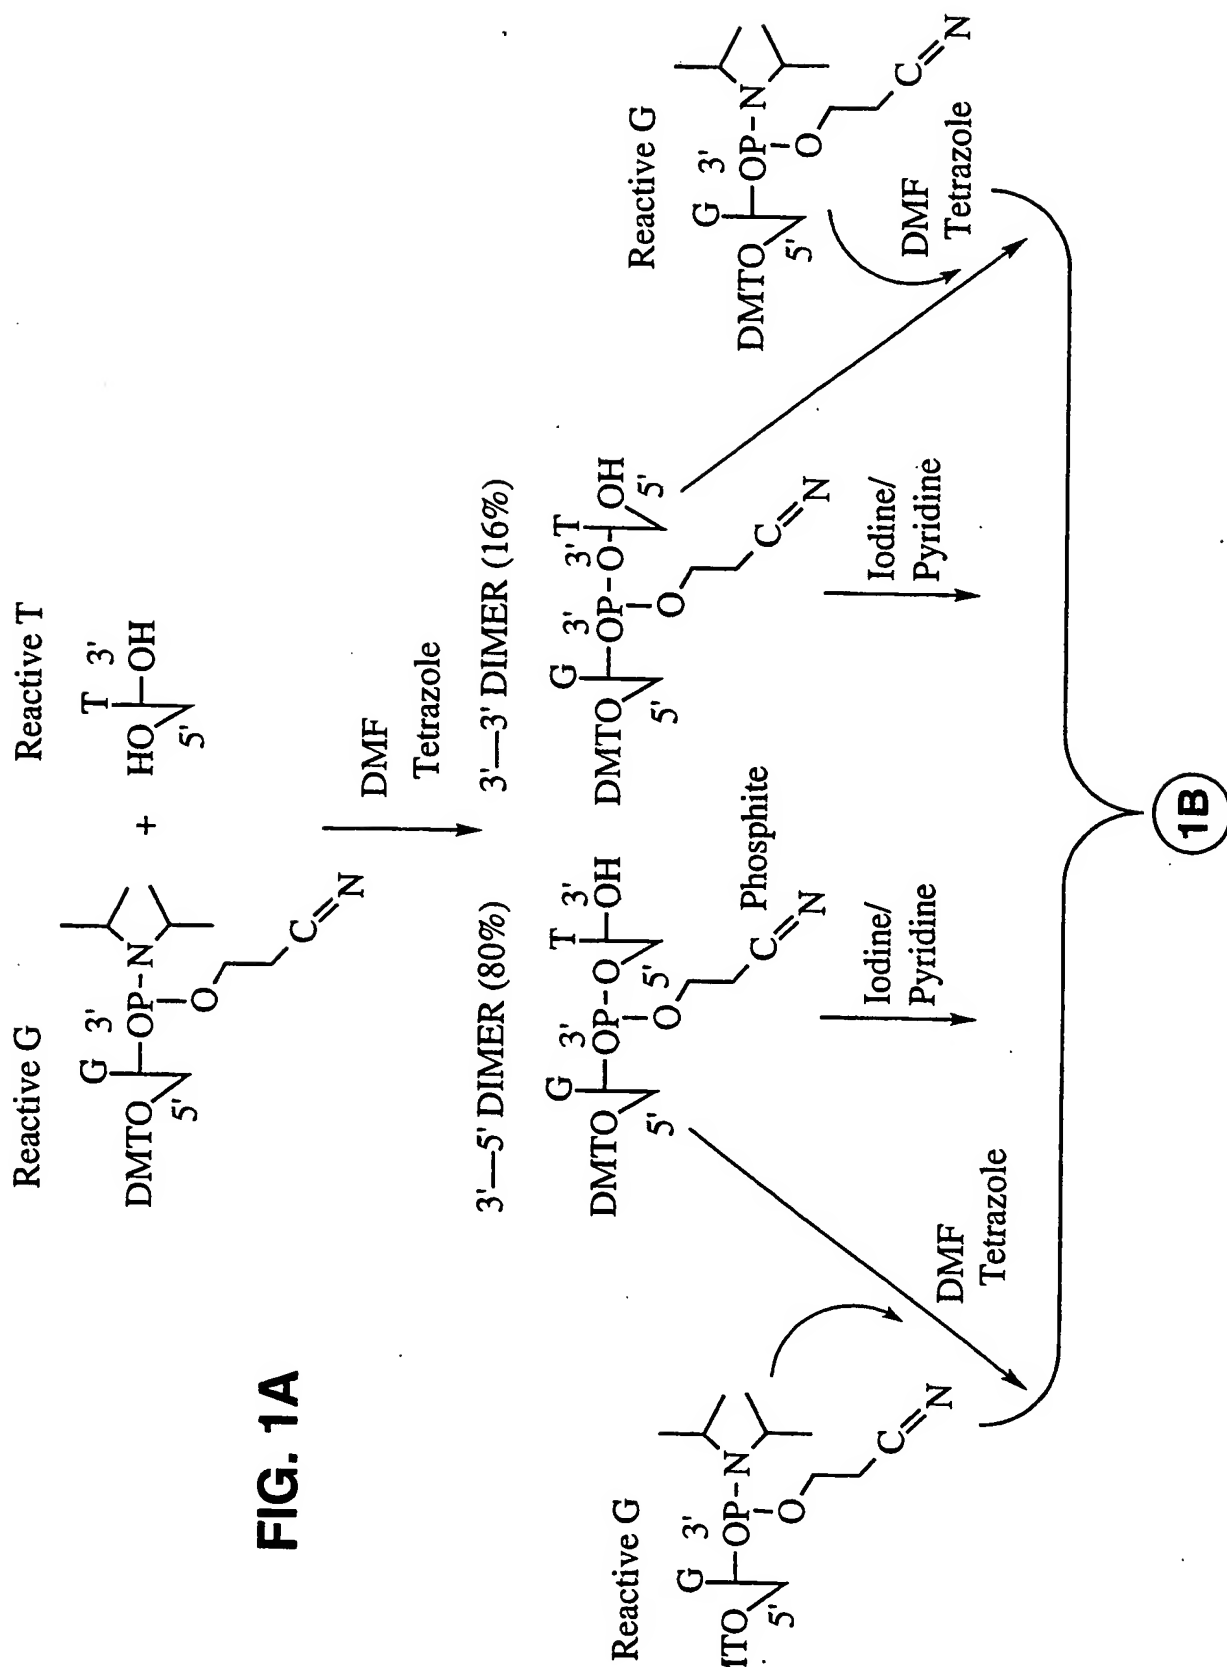 FIG. 1A
Reactive G
Reactive T
G
3'
DMTO
OP-N
5'
O
C
N
+
T
3'
HO
OH
5'
DMF
Tetrazole
3'—5' DIMER (80%)
3'—3' DIMER (16%)
G
3'
DMTO
OP-O
5'
O
C
N
T
3'
OH
5'
Phosphite
G
3'
DMTO
OP-O
5'
O
C
N
3'
T
OH
5'
Reactive G
G
3'
MTO
OP-N
5'
O
C
N
DMF
Tetrazole
Iodine/
Pyridine
Iodine/
Pyridine
Reactive G
G
3'
DMTO
OP-N
5'
O
C
N
DMF
Tetrazole
1B